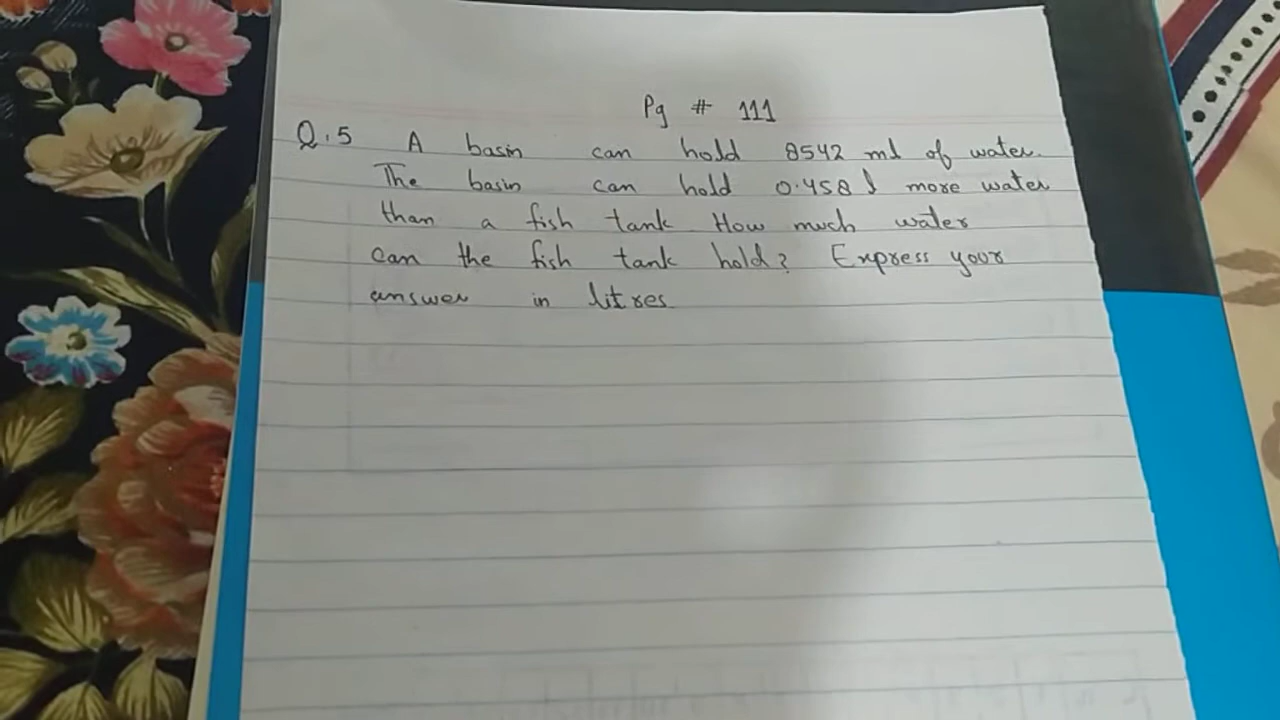 Pg # 111
Q.5 A basin can hold 8542 ml of water.
The basin can hold 0.458 l more water
than a fish tank. How much water
can the fish tank hold? Express your
answer in litres